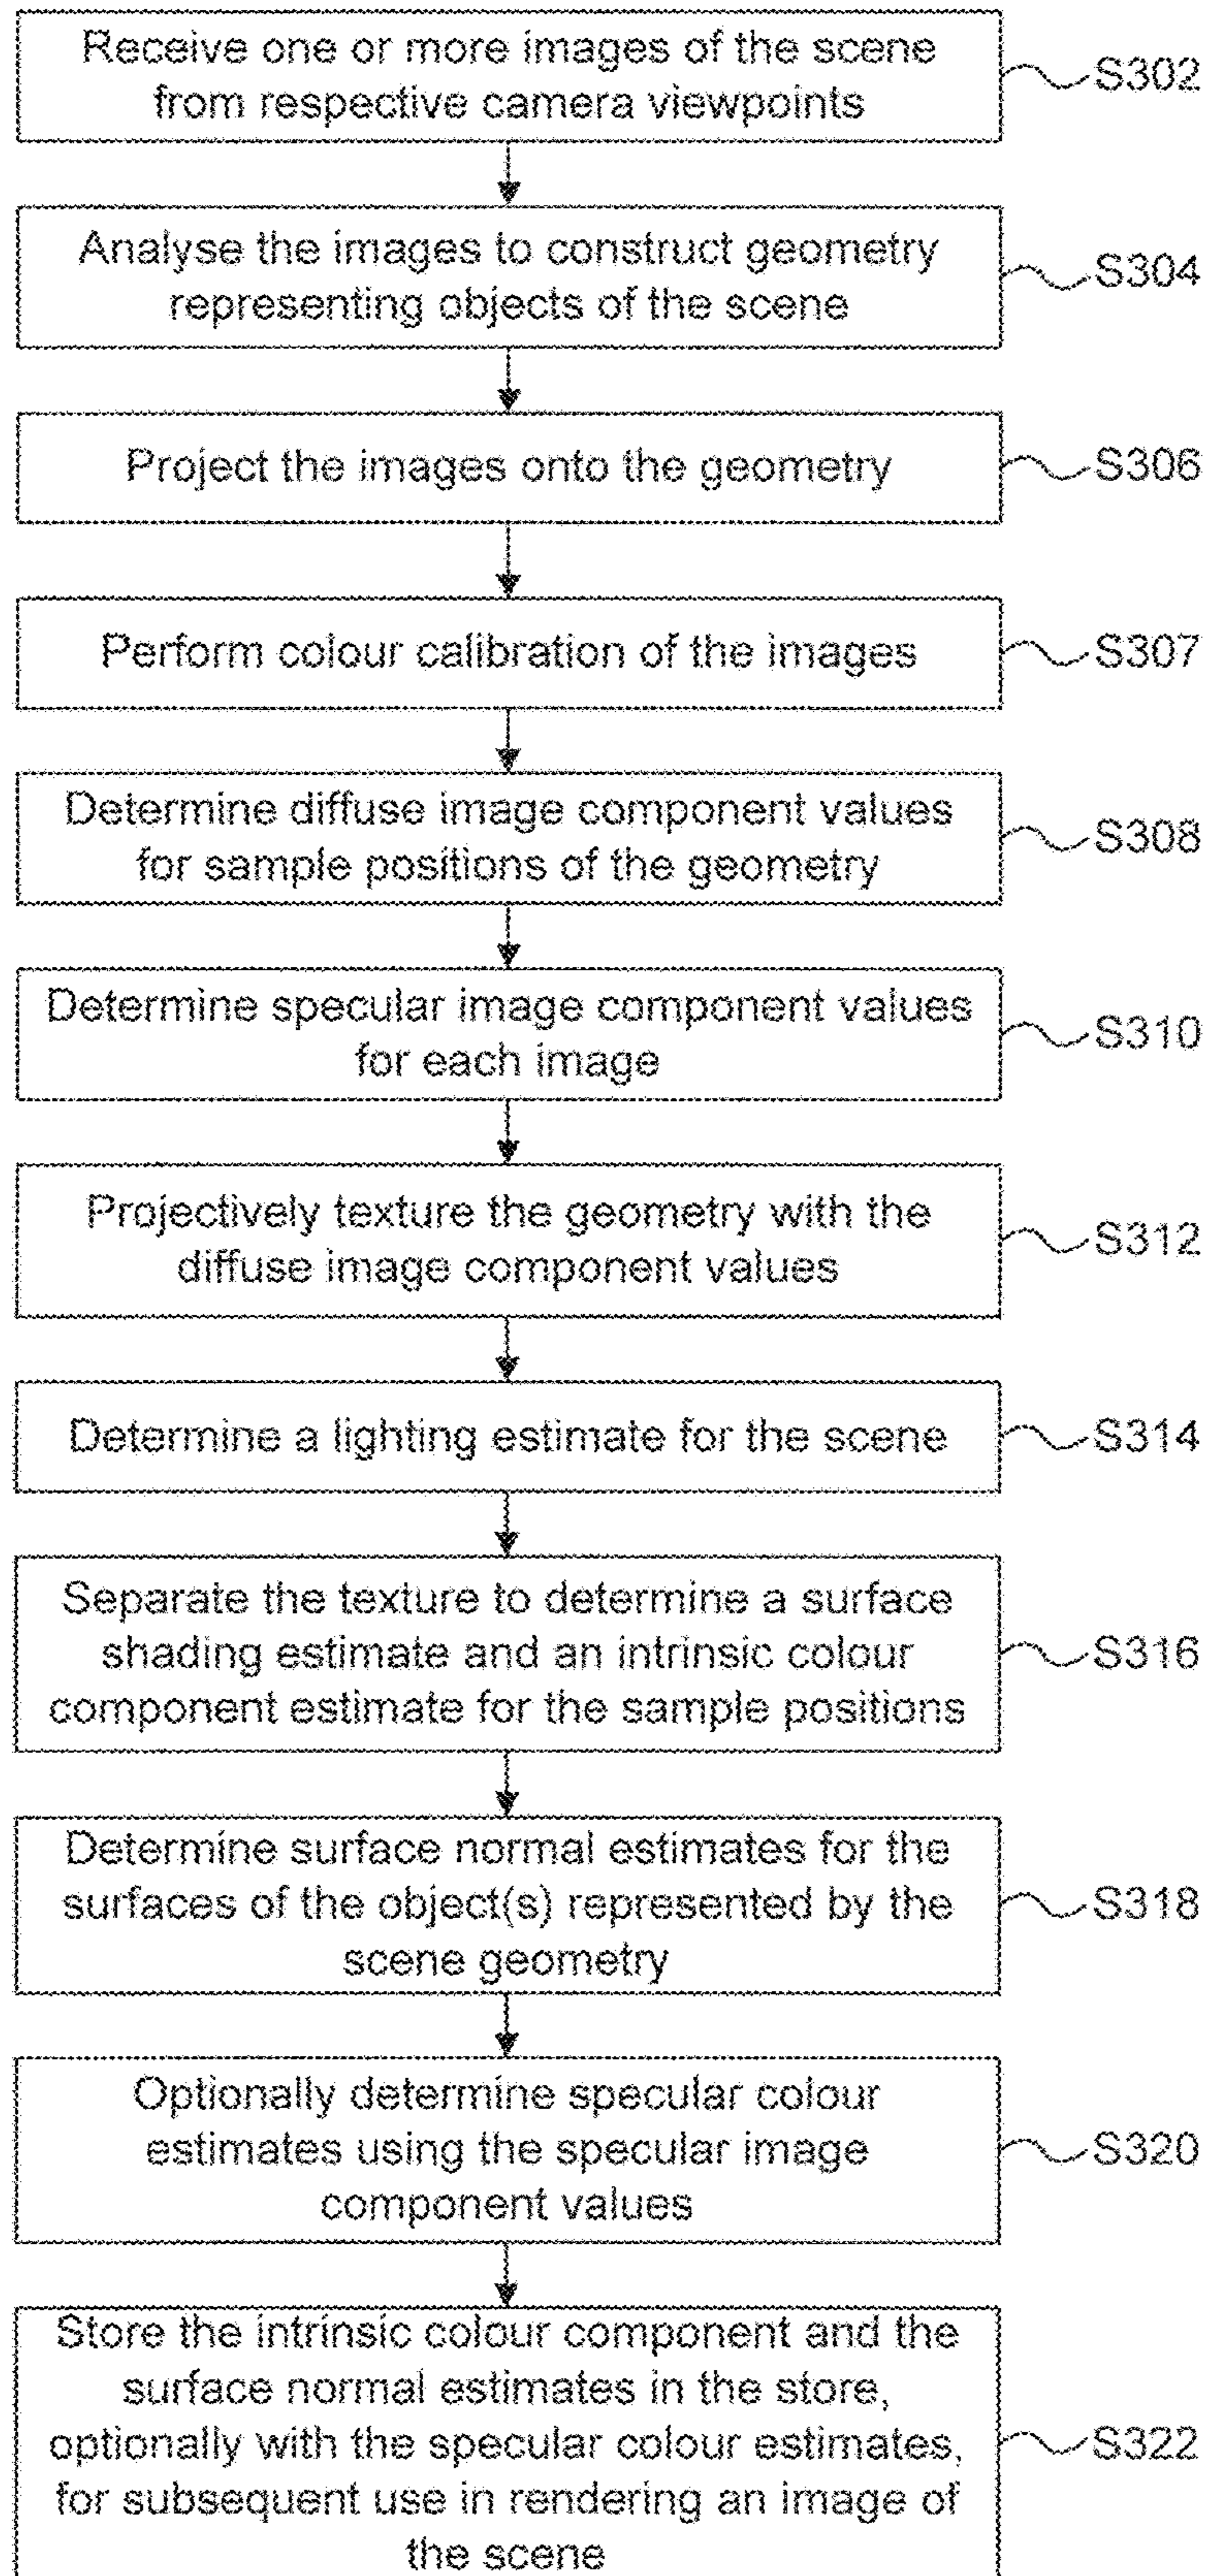 Receive one or more images of the scene
from respective camera viewpoints
S302
Analyse the images to construct geometry
representing objects of the scene
S304
Project the images onto the geometry
S306
Perform colour calibration of the images
S307
Determine diffuse image component values
for sample positions of the geometry
S308
Determine specular image component values
for each image
S310
Projectively texture the geometry with the
diffuse image component values
S312
Determine a lighting estimate for the scene
S314
Separate the texture to determine a surface
shading estimate and an intrinsic colour
component estimate for the sample positions
S316
Determine surface normal estimates for the
surfaces of the object(s) represented by the
scene geometry
S318
Optionally determine specular colour
estimates using the specular image
component values
S320
Store the intrinsic colour component and the
surface normal estimates in the store,
optionally with the specular colour estimates,
for subsequent use in rendering an image of
the scene
S322